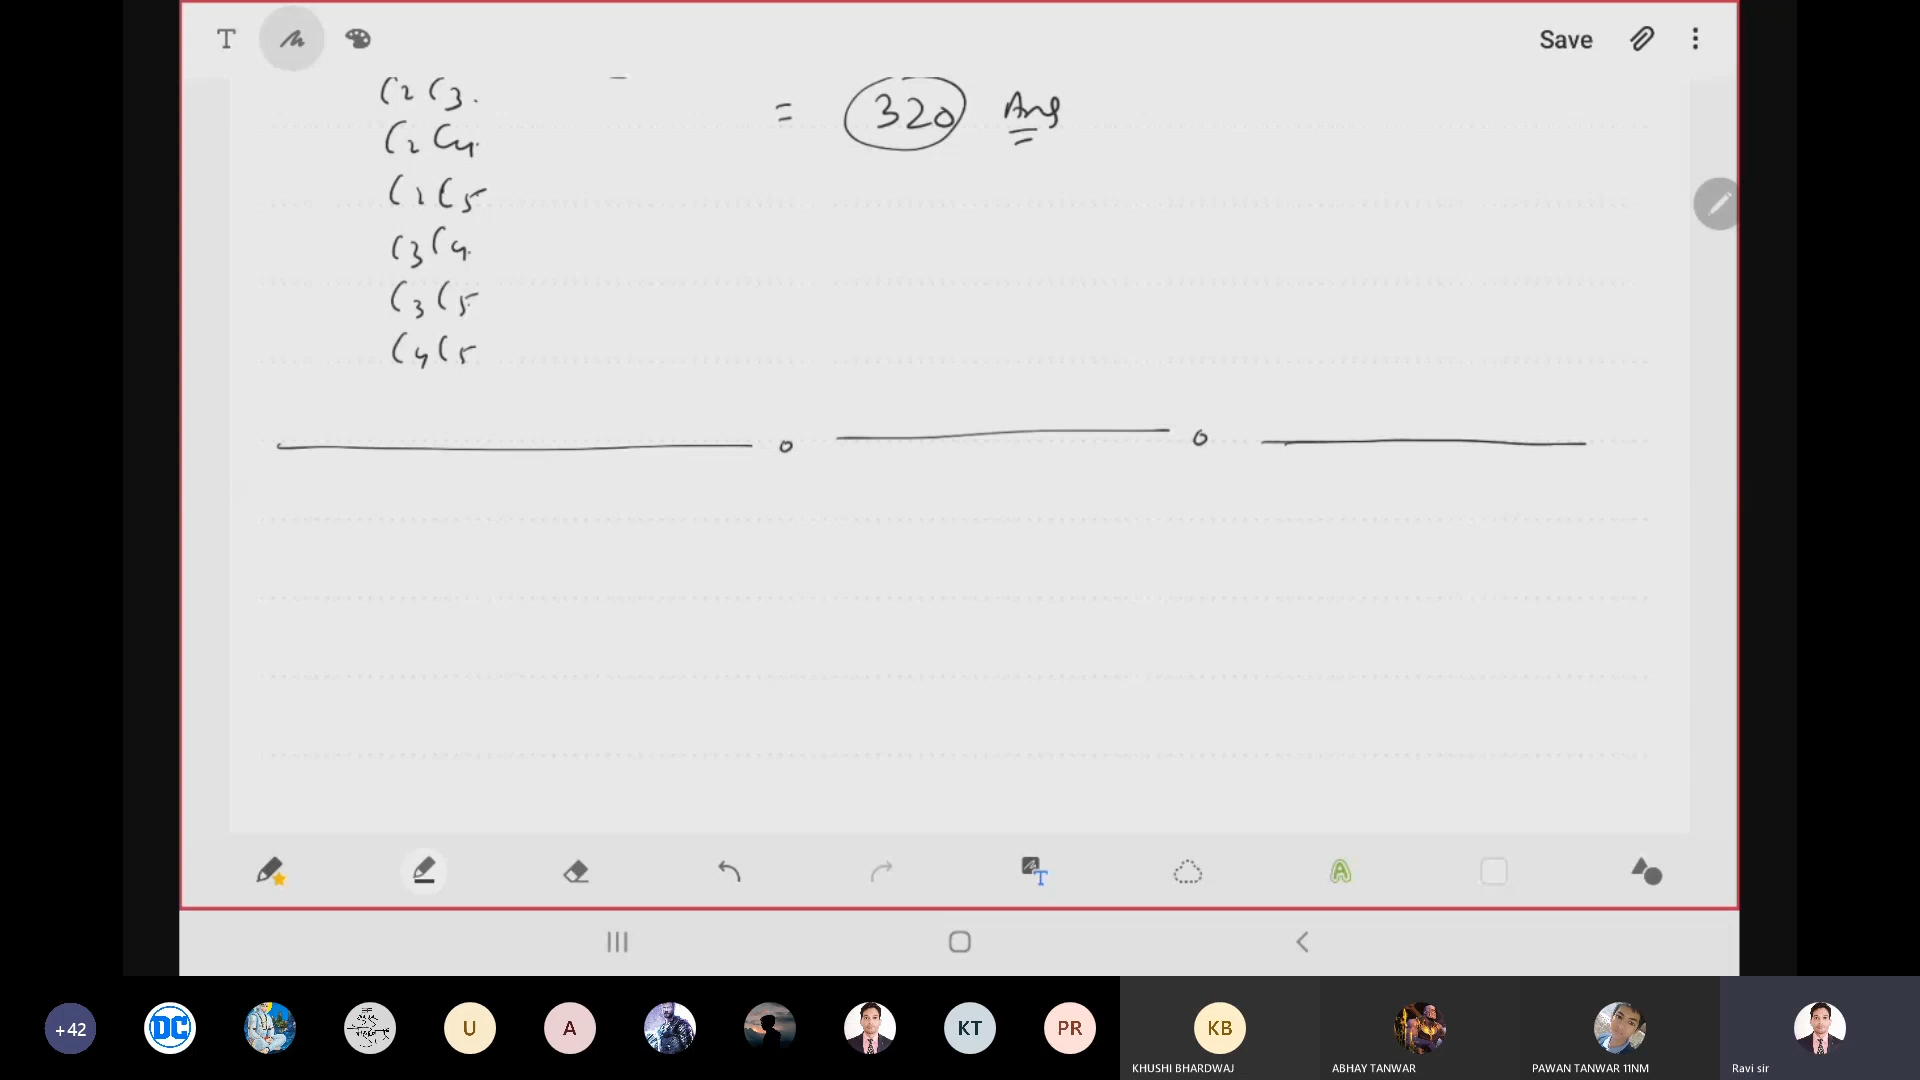 T
Save
C2 C3.
= 320 Ans
C2 C4.
C2 C5
C3 C4.
C3 C5
C4 C5
T
A
+42
DC
U
A
KT
PR
KB
KHUSHI BHARDWAJ
ABHAY TANWAR
PAWAN TANWAR 11NM
Ravi sir